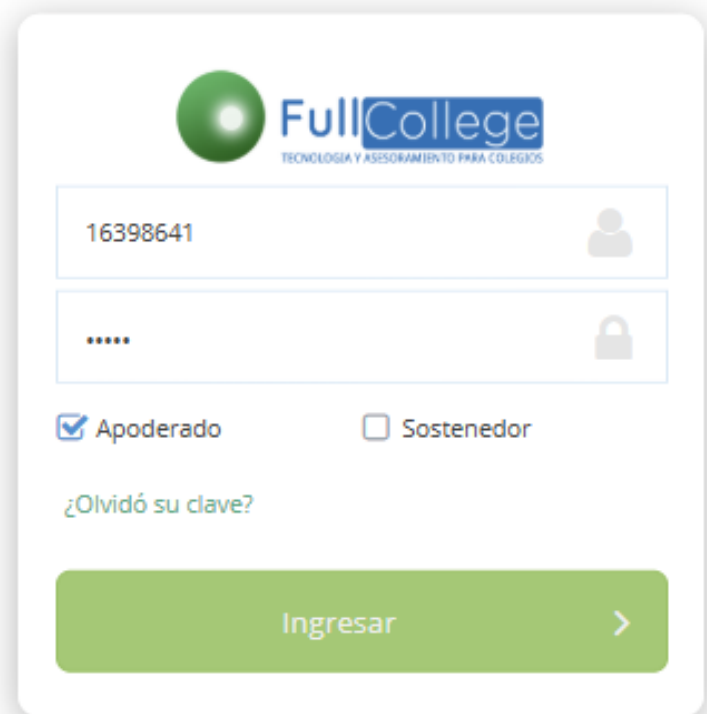 FullCollege
TECNOLOGIA Y ASESORAMIENTO PARA COLEGIOS
16398641
•••••
Apoderado
Sostenedor
¿Olvidó su clave?
Ingresar